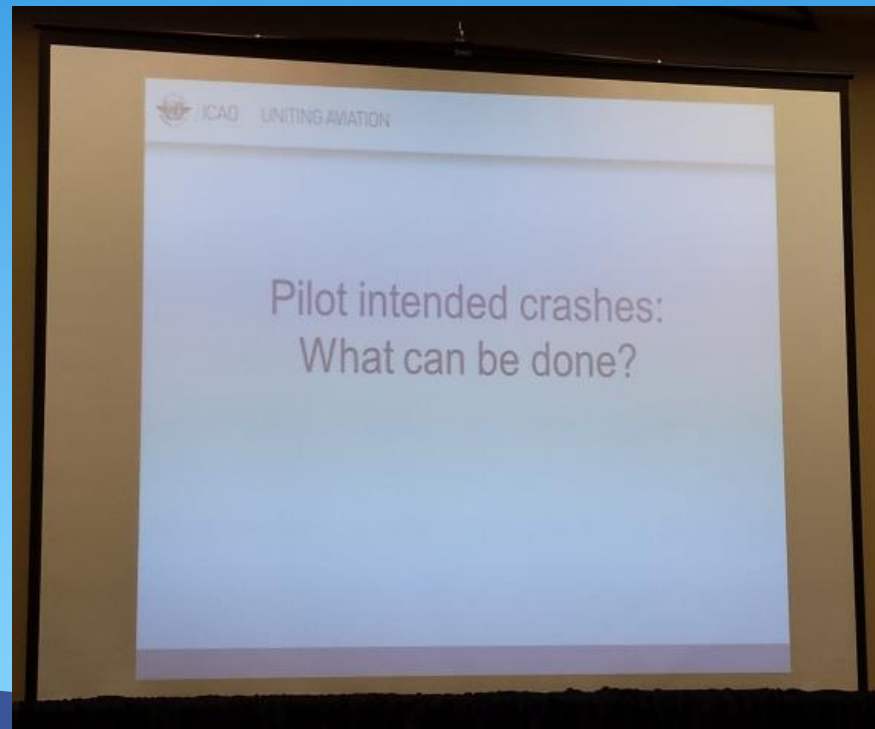 ICAO UNITING AVIATION
Pilot intended crashes:
What can be done?